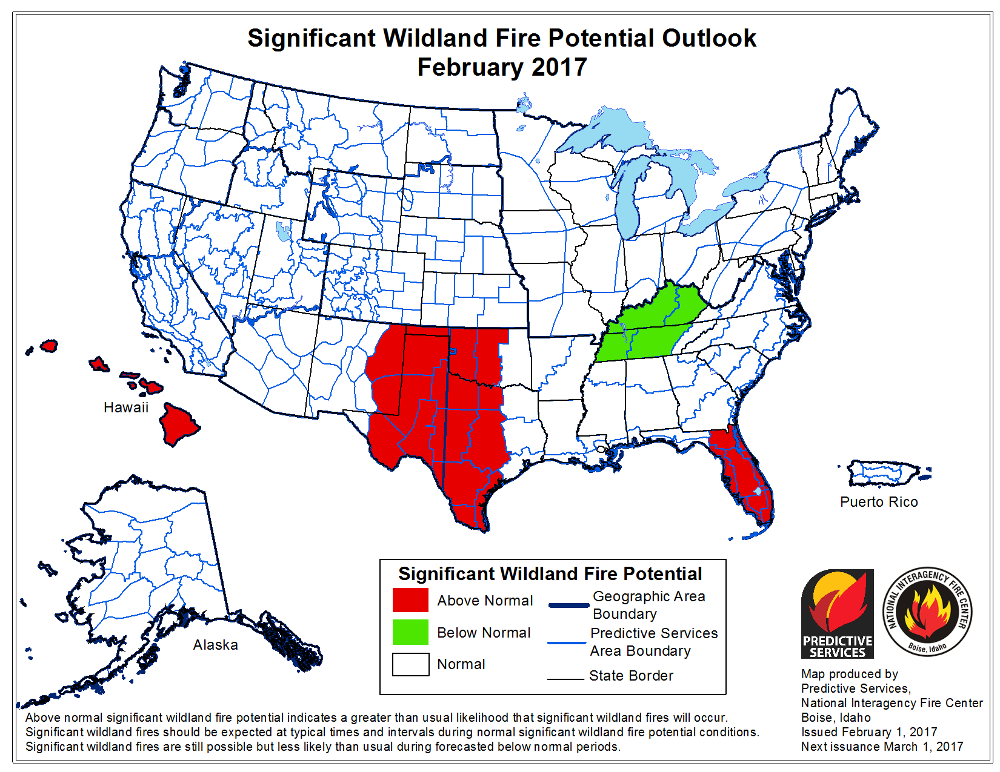 Significant Wildland Fire Potential Outlook
February 2017
Hawaii
Puerto Rico
Alaska
Significant Wildland Fire Potential
Above Normal
Below Normal
Normal
Geographic Area
Boundary
Predictive Services
Area Boundary
State Border
PREDICTIVE
SERVICES
NATIONAL INTERAGENCY FIRE CENTER
Boise, Idaho
Map produced by
Predictive Services,
National Interagency Fire Center
Boise, Idaho
Issued February 1, 2017
Next issuance March 1, 2017
Above normal significant wildland fire potential indicates a greater than usual likelihood that significant wildland fires will occur.
Significant wildland fires should be expected at typical times and intervals during normal significant wildland fire potential conditions.
Significant wildland fires are still possible but less likely than usual during forecasted below normal periods.